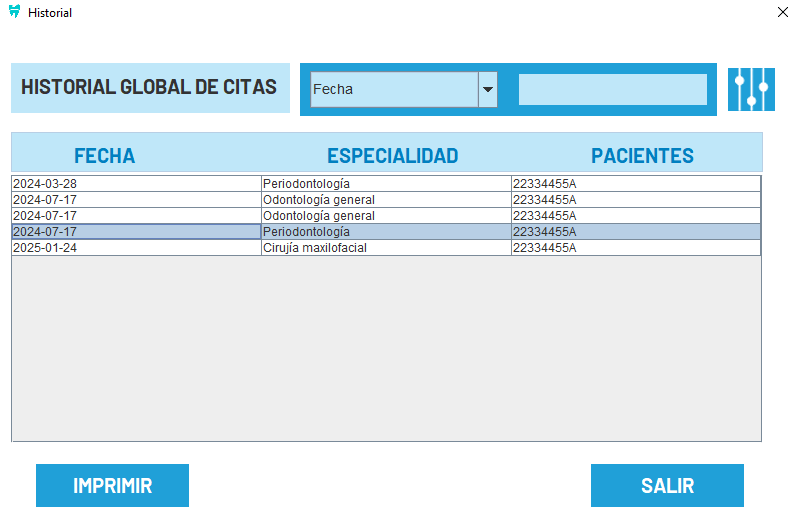 Historial
HISTORIAL GLOBAL DE CITAS
Fecha
FECHA ESPECIALIDAD PACIENTES
2024-03-28 Periodontología 22334455A
2024-07-17 Odontología general 22334455A
2024-07-17 Odontología general 22334455A
2024-07-17 Periodontología 22334455A
2025-01-24 Cirujía maxilofacial 22334455A
IMPRIMIR SALIR